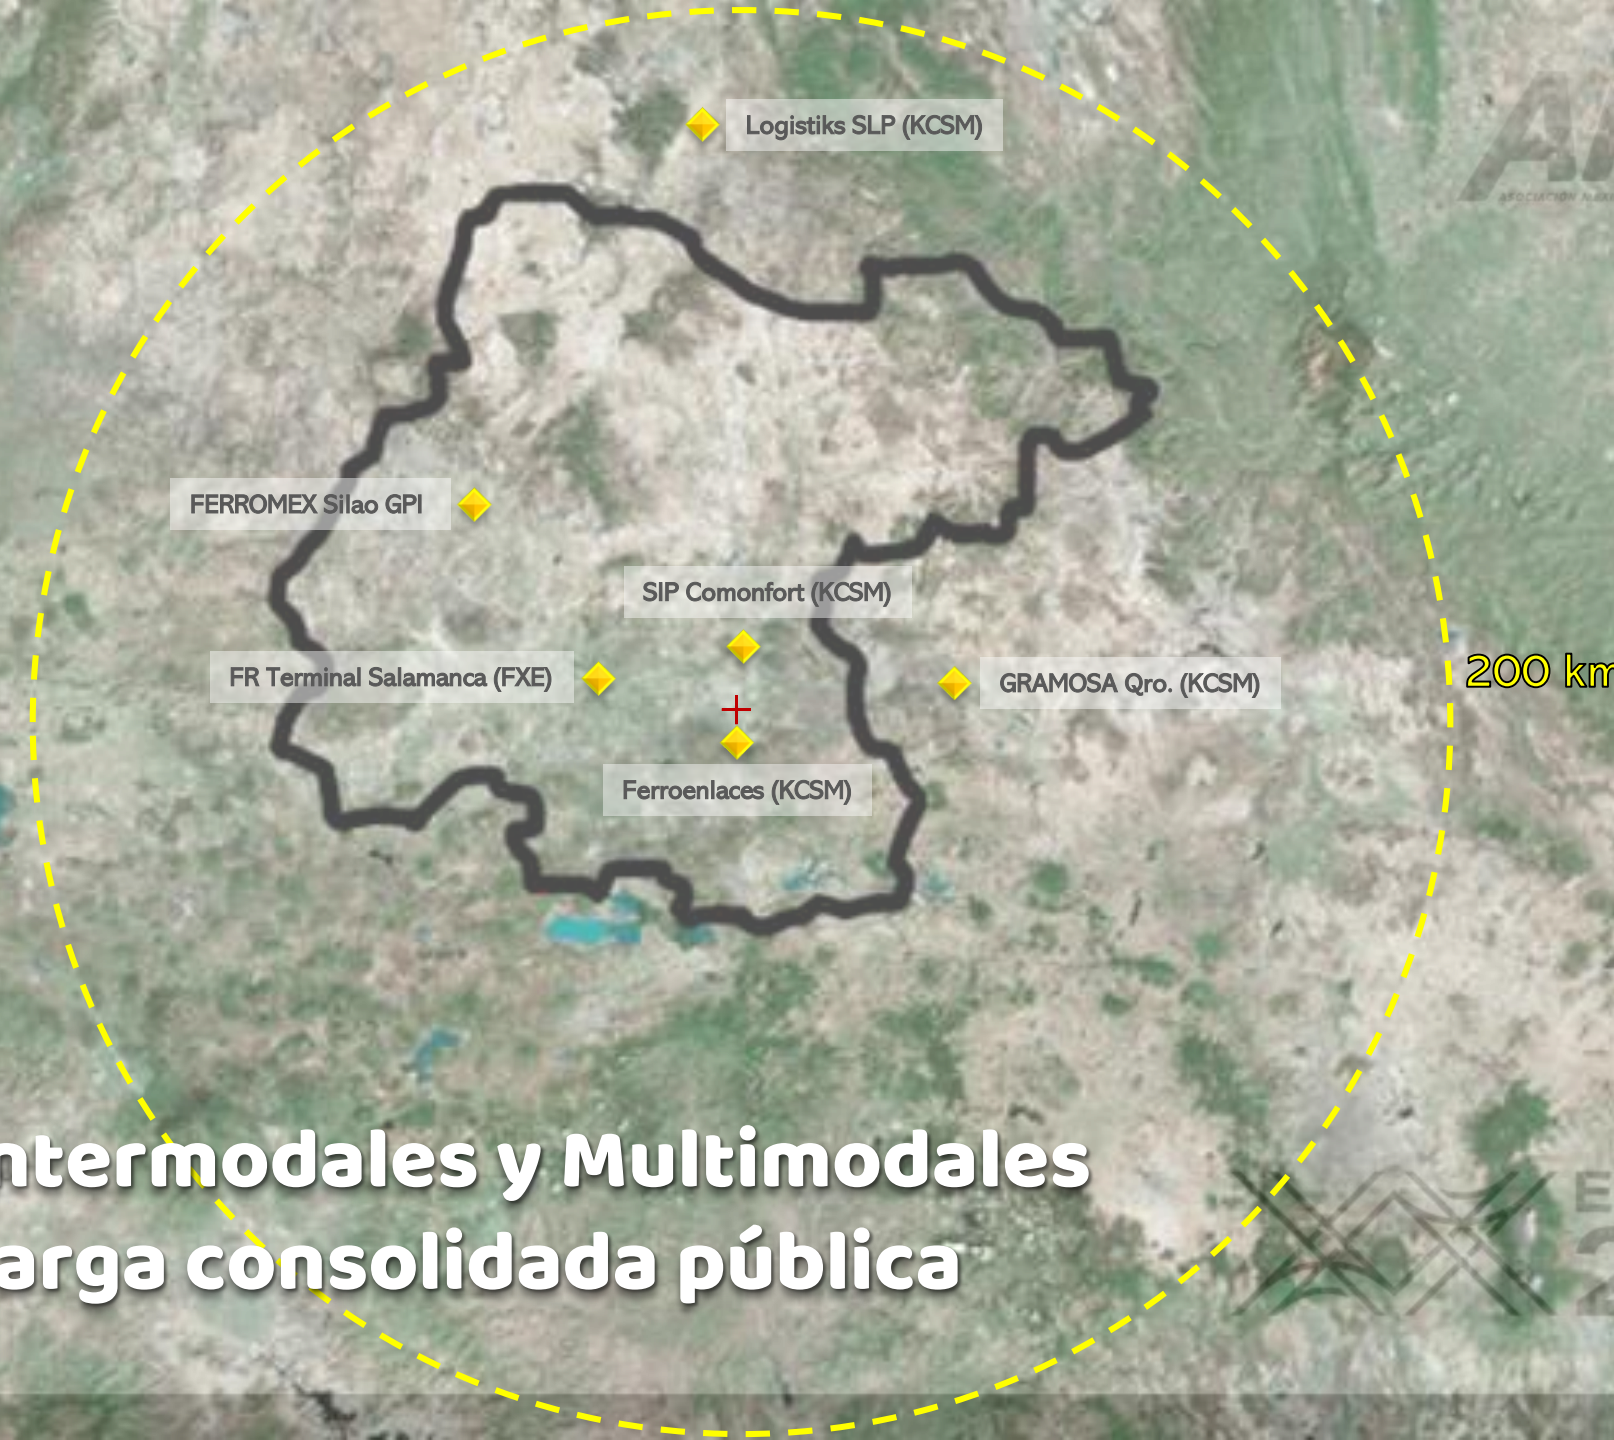 Logistiks SLP (KCSM)
ASOCIACIÓN
FERROMEX Silao GPI
SIP Comonfort (KCSM)
FR Terminal Salamanca (FXE)
GRAMOSA Qro. (KCSM)
200 km
Ferroenlaces (KCSM)
ntermodales y Multimodales
arga consolidada pública